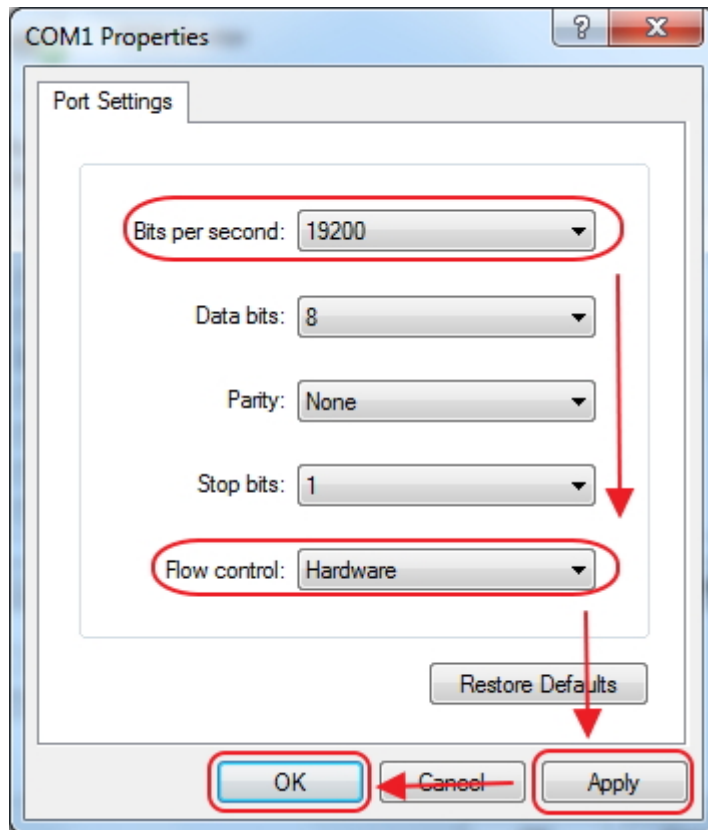 COM1 Properties
Port Settings
Bits per second: 19200
Data bits: 8
Parity: None
Stop bits: 1
Flow control: Hardware
Restore Defaults
OK Cancel Apply